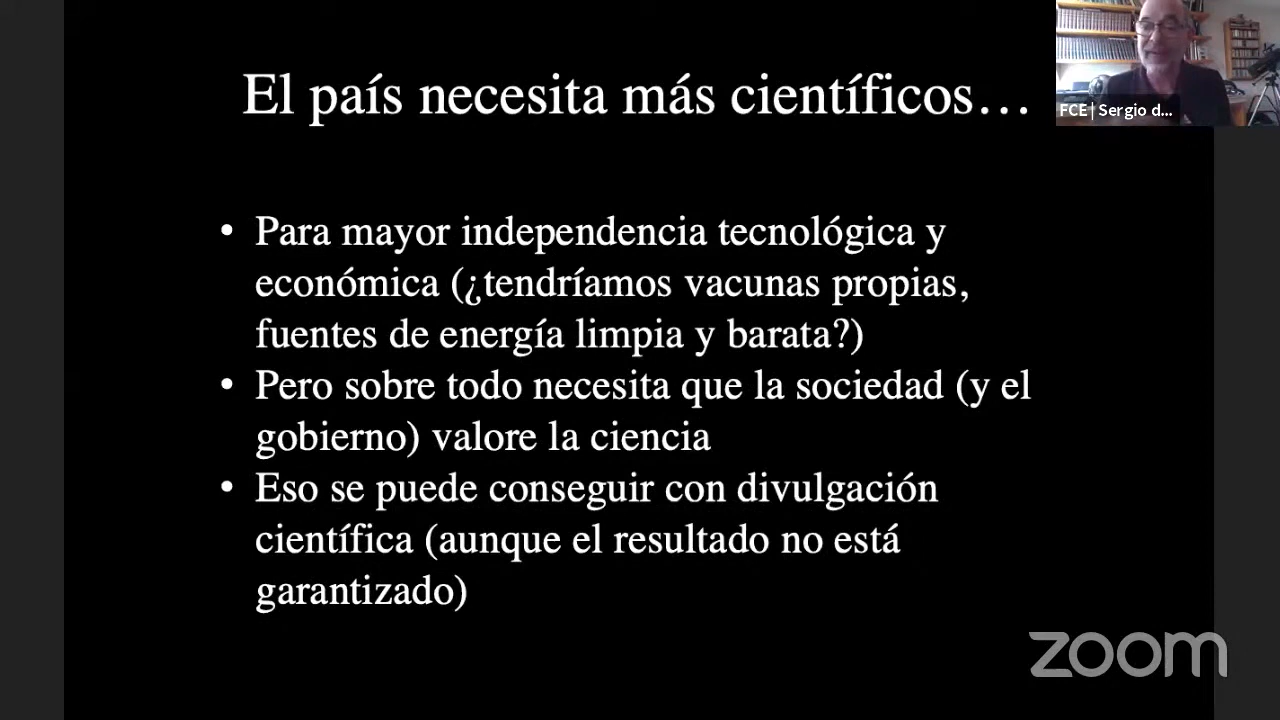 El país necesita más científicos…
FCE | Sergio d...
• Para mayor independencia tecnológica y
económica (¿tendríamos vacunas propias,
fuentes de energía limpia y barata?)
• Pero sobre todo necesita que la sociedad (y el
gobierno) valore la ciencia
• Eso se puede conseguir con divulgación
científica (aunque el resultado no está
garantizado)
zoom